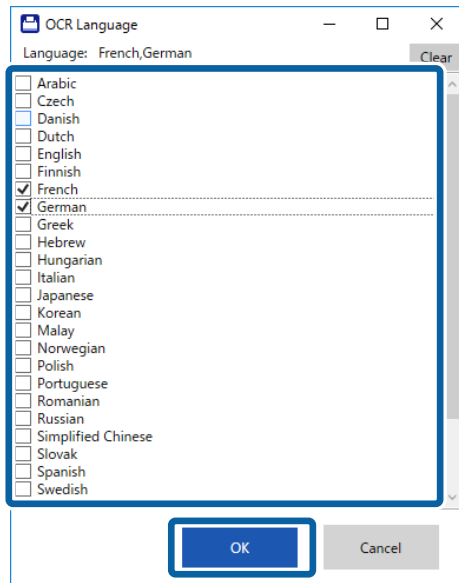 OCR Language
Language: French,German Clear
Arabic
Czech
Danish
Dutch
English
Finnish
French
German
Greek
Hebrew
Hungarian
Italian
Japanese
Korean
Malay
Norwegian
Polish
Portuguese
Romanian
Russian
Simplified Chinese
Slovak
Spanish
Swedish
OK Cancel